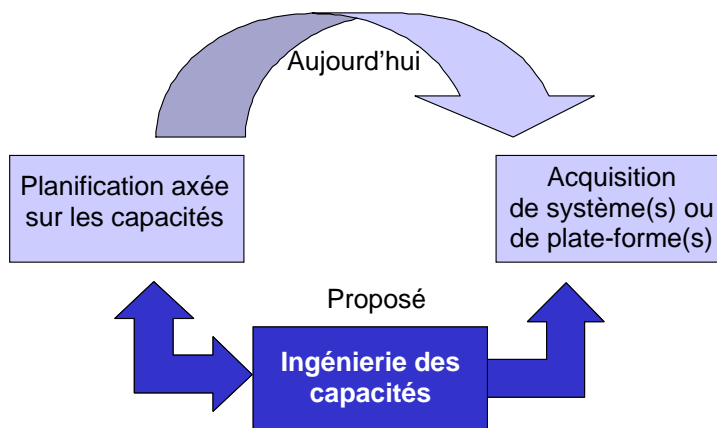 Aujourd’hui
Planification axée
sur les capacités
Acquisition
de système(s) ou
de plate-forme(s)
Proposé
Ingénierie des
capacités